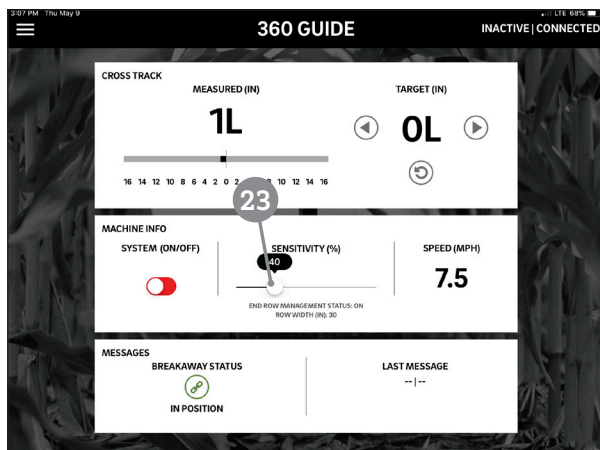 3:07 PM Thu May 9
LTE 68%
360 GUIDE
INACTIVE | CONNECTED
CROSS TRACK
MEASURED (IN)
TARGET (IN)
1L
0L
16 14 12 10 8 6 4 2 0 2 8 10 12 14 16
23
MACHINE INFO
SYSTEM (ON/OFF)
SENSITIVITY (%)
SPEED (MPH)
40
7.5
END ROW MANAGEMENT STATUS: ON
ROW WIDTH (IN): 30
MESSAGES
BREAKAWAY STATUS
LAST MESSAGE
--|--
IN POSITION